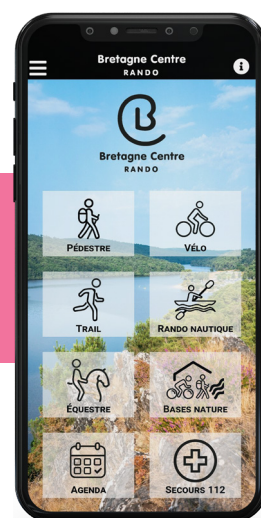 Bretagne Centre
RANDO
Bretagne Centre
RANDO
PÉDESTRE
VÉLO
TRAIL
RANDO NAUTIQUE
ÉQUESTRE
BASES NATURE
AGENDA
SECOURS 112